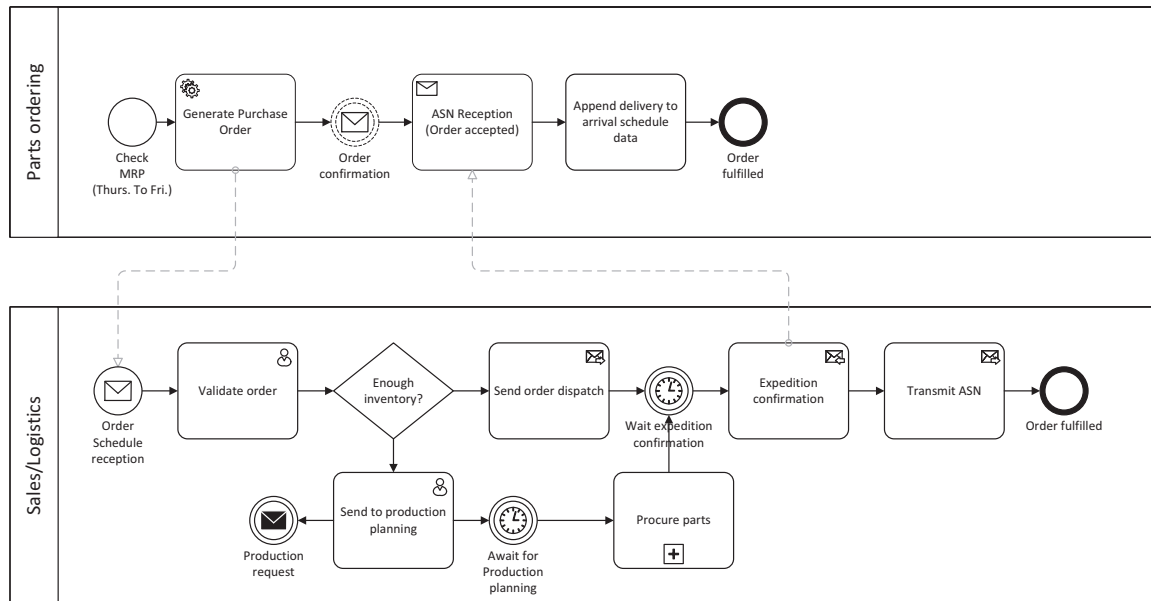 Parts ordering
Generate Purchase
Order
ASN Reception
(Order accepted)
Append delivery to
arrival schedule
data
Check
MRP
(Thurs. To Fri.)
Order
confirmation
Order
fulfilled
Sales/Logistics
Validate order
Enough
inventory?
Send order dispatch
Expedition
confirmation
Transmit ASN
Order
Schedule
reception
Wait expedition
confirmation
Order fulfilled
Send to production
planning
Procure parts
Production
request
Await for
Production
planning